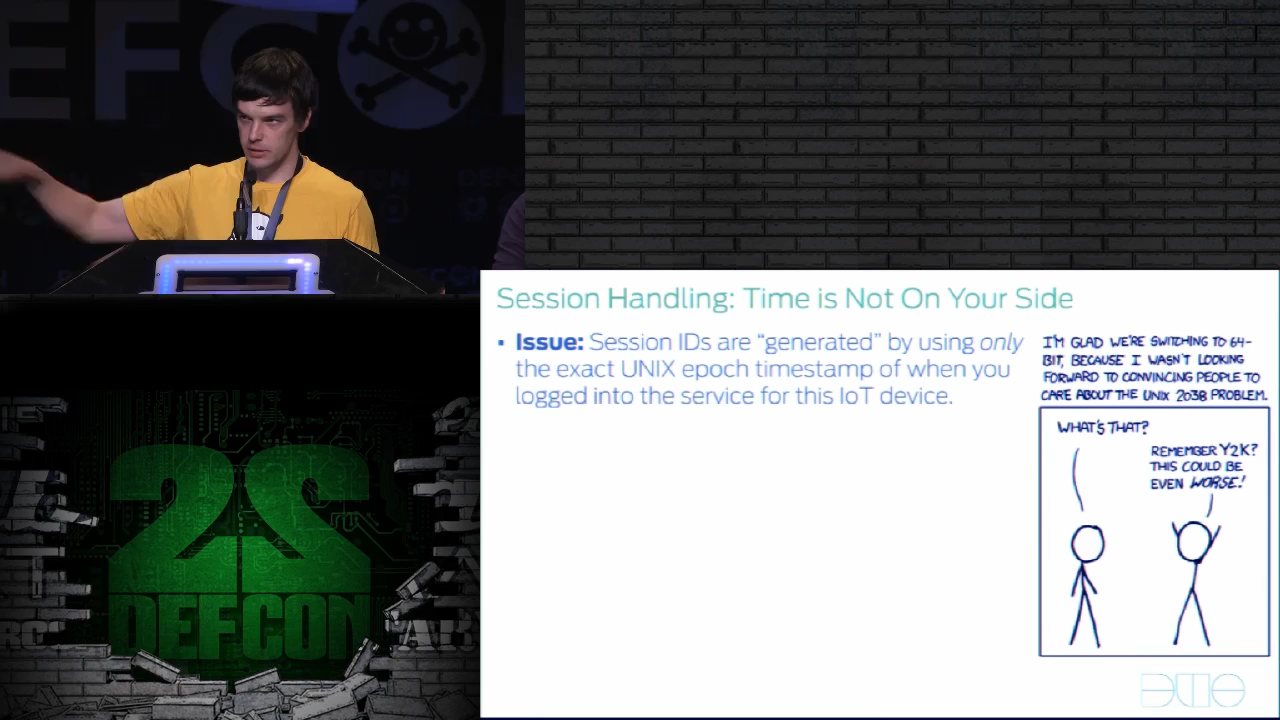 DEFCO
Session Handling: Time is Not On Your Side
▪ Issue: Session IDs are “generated” by using only
the exact UNIX epoch timestamp of when you
logged into the service for this IoT device.
I'M GLAD WE'RE SWITCHING TO 64-
BIT, BECAUSE I WASN'T LOOKING
FORWARD TO CONVINCING PEOPLE TO
CARE ABOUT THE UNIX 2038 PROBLEM.
WHAT'S THAT?
REMEMBER Y2K?
THIS COULD BE
EVEN WORSE!
22
DEFCON
DUO